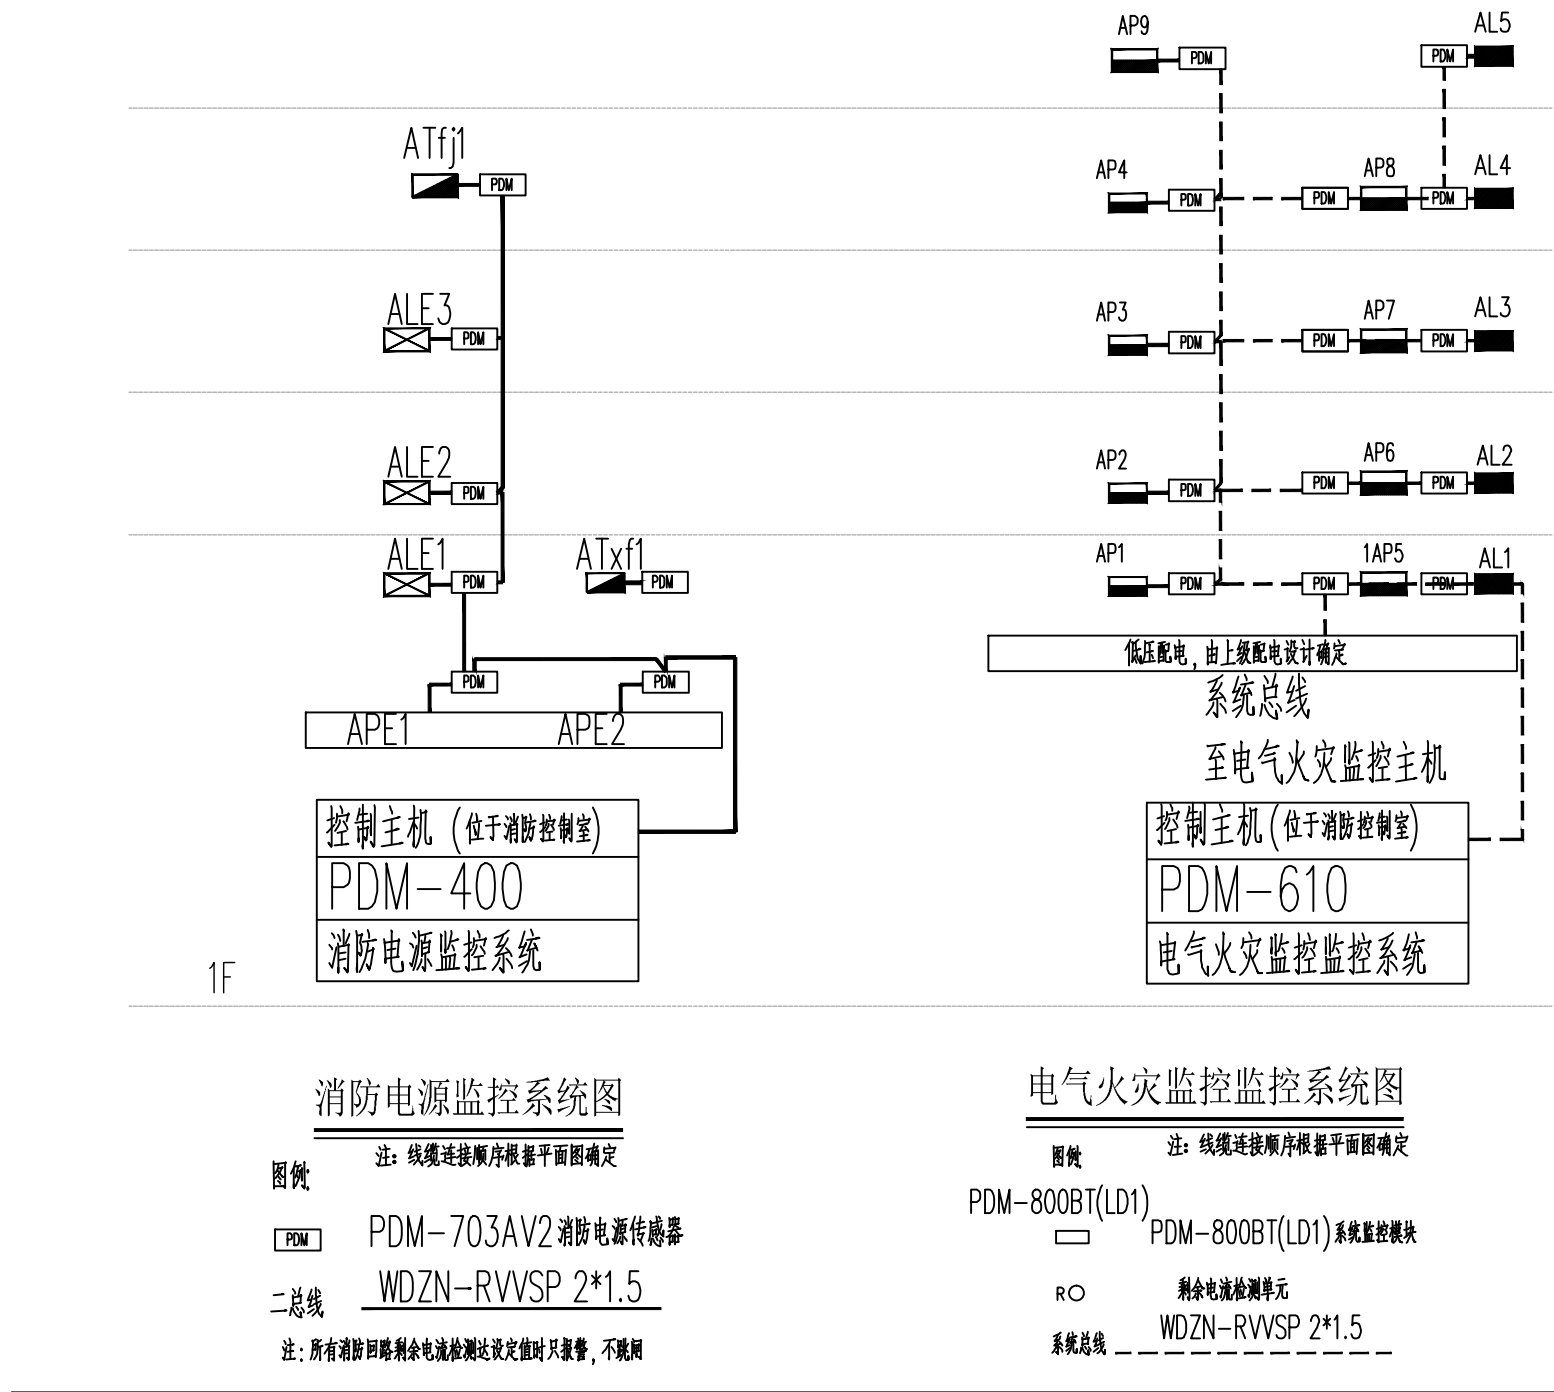 AP9
AL5
PDM
PDM
ATfj1
AP4
AP8
AL4
PDM
PDM
PDM
PDM
ALE3
AP3
AP7
AL3
PDM
PDM
PDM
PDM
ALE2
AP2
AP6
AL2
PDM
PDM
PDM
PDM
ALE1
ATxf1
AP1
1AP5
AL1
PDM
PDM
PDM
PDM
PDM
低压配电，由上级配电设计确定
PDM
PDM
系统总线
APE1
APE2
至电气火灾监控主机
控制主机（位于消防控制室）
PDM-400
消防电源监控系统
控制主机（位于消防控制室）
PDM-610
电气火灾监控监控系统
1F
消防电源监控系统图
注：线缆连接顺序根据平面图确定
图例:
PDM
PDM-703AV2 消防电源传感器
二总线
WDZN-RVVSP 2*1.5
注：所有消防回路剩余电流检测达设定值时只报警，不跳闸
电气火灾监控监控系统图
注：线缆连接顺序根据平面图确定
图例:
PDM-800BT(LD1)
PDM-800BT(LD1) 系统监控模块
R
剩余电流检测单元
系统总线
WDZN-RVVSP 2*1.5